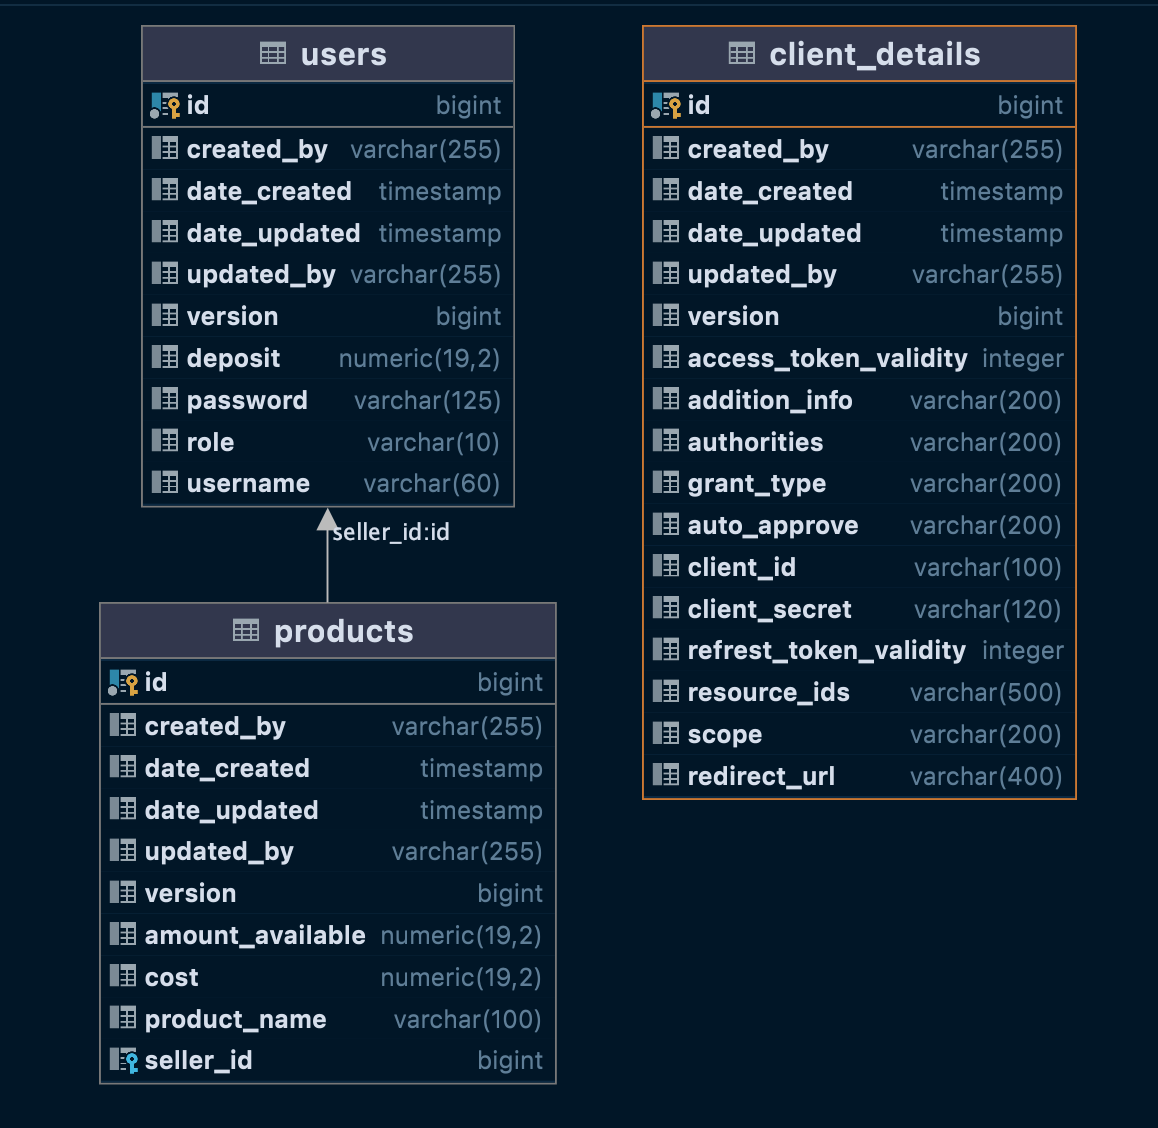 users
id bigint
created_by varchar(255)
date_created timestamp
date_updated timestamp
updated_by varchar(255)
version bigint
deposit numeric(19,2)
password varchar(125)
role varchar(10)
username varchar(60)
seller_id:id
products
id bigint
created_by varchar(255)
date_created timestamp
date_updated timestamp
updated_by varchar(255)
version bigint
amount_available numeric(19,2)
cost numeric(19,2)
product_name varchar(100)
seller_id bigint
client_details
id bigint
created_by varchar(255)
date_created timestamp
date_updated timestamp
updated_by varchar(255)
version bigint
access_token_validity integer
addition_info varchar(200)
authorities varchar(200)
grant_type varchar(200)
auto_approve varchar(200)
client_id varchar(100)
client_secret varchar(120)
refrest_token_validity integer
resource_ids varchar(500)
scope varchar(200)
redirect_url varchar(400)